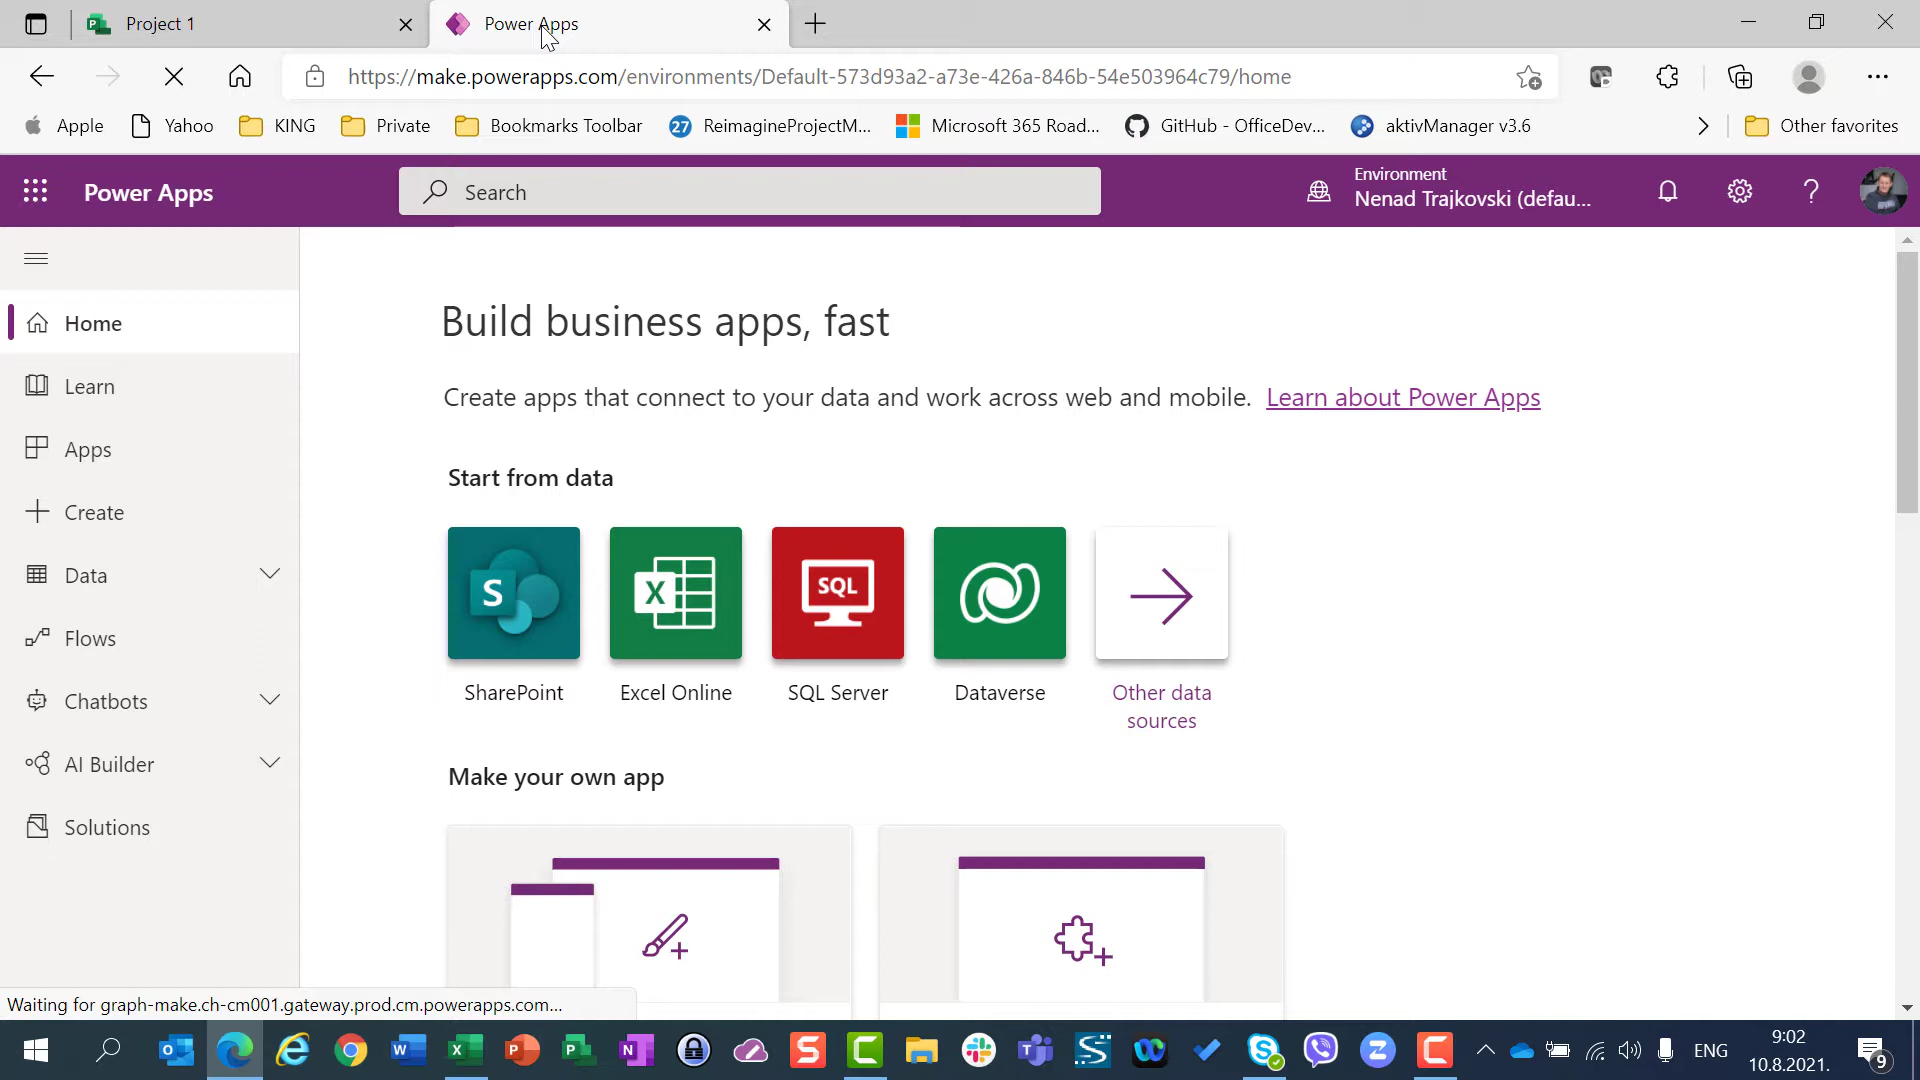 Project 1
Power Apps
https://make.powerapps.com/environments/Default-573d93a2-a73e-426a-846b-54e503964c79/home
Apple
Yahoo
KING
Private
Bookmarks Toolbar
27
ReimagineProjectM...
Microsoft 365 Road...
GitHub - OfficeDev...
aktivManager v3.6
Other favorites
Power Apps
Search
Environment
Nenad Trajkovski (defau...
?
Home
Learn
Apps
Create
Data
Flows
Chatbots
AI Builder
Solutions
Build business apps, fast
Create apps that connect to your data and work across web and mobile. Learn about Power Apps
Start from data
S
X
SQL
SharePoint
Excel Online
SQL Server
Dataverse
Other data
sources
Make your own app
Waiting for graph-make.ch-cm001.gateway.prod.cm.powerapps.com...
ENG
9:02
10.8.2021.
9